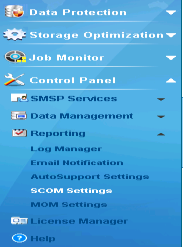 Data Protection
Storage Optimization
Job Monitor
Control Panel
SMSP Services
Data Management
Reporting
Log Manager
Email Notification
AutoSupport Settings
SCOM Settings
MOM Settings
License Manager
Help